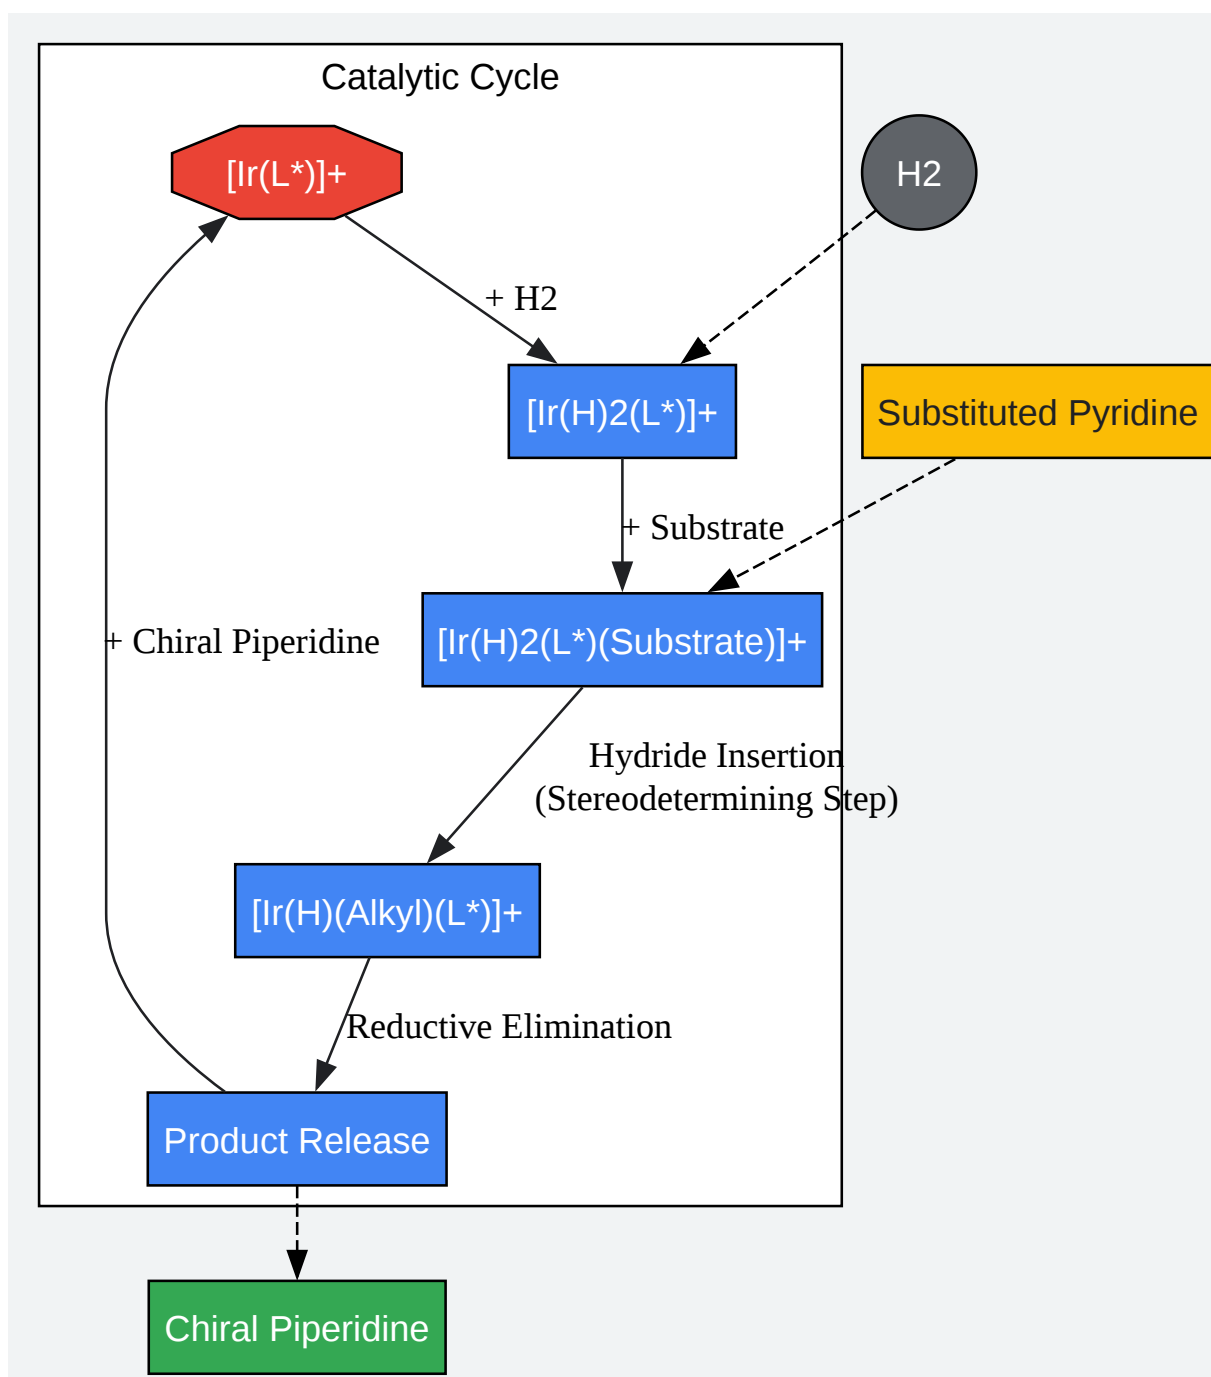 Catalytic Cycle
[Ir(L*)]+
H2
+ H2
[Ir(H)2(L*)]+
Substituted Pyridine
+ Substrate
+ Chiral Piperidine
[Ir(H)2(L*)(Substrate)]+
Hydride Insertion
(Stereodetermining Step)
[Ir(H)(Alkyl)(L*)]+
Reductive Elimination
Product Release
Chiral Piperidine